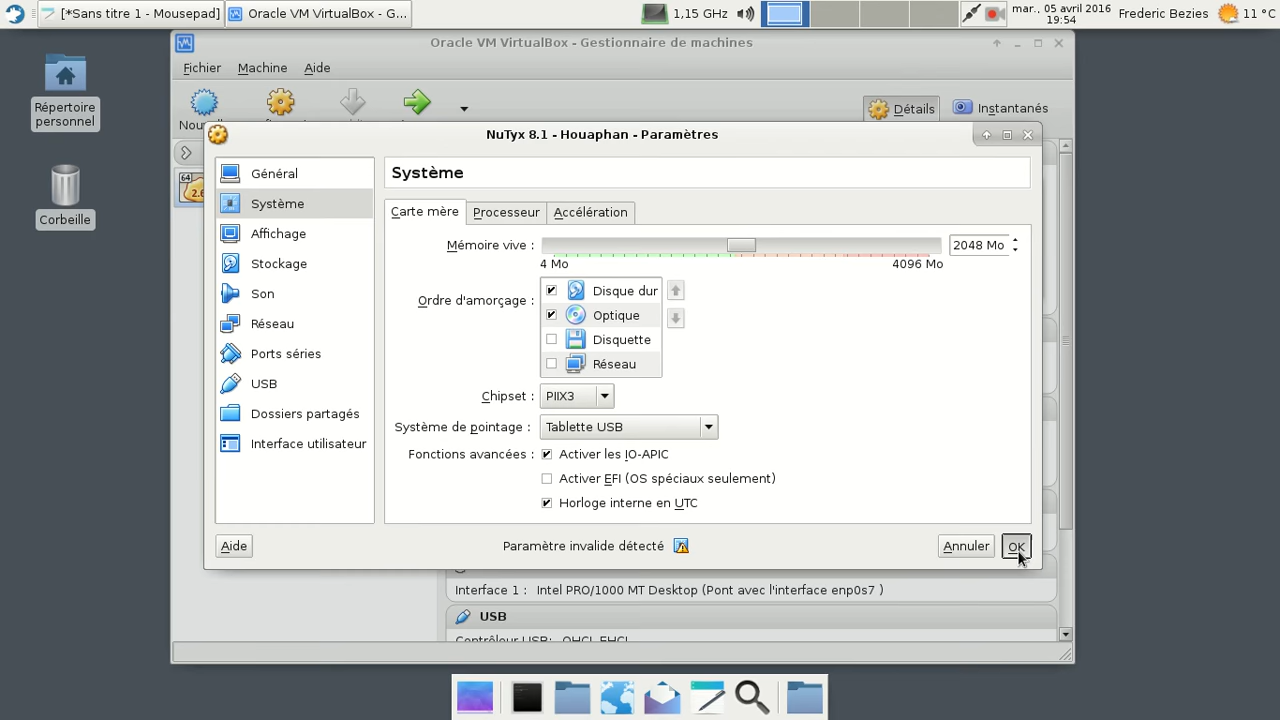 [*Sans titre 1 - Mousepad]
Oracle VM VirtualBox - G...
1,15 GHz
mar., 05 avril 2016
19:54
Frederic Bezies
11 °C
Répertoire
personnel
Corbeille
Oracle VM VirtualBox - Gestionnaire de machines
Fichier Machine Aide
Détails
Instantanés
64
NuTyx 8.1 - Houaphan - Paramètres
Général
Système
Affichage
Stockage
Son
Réseau
Ports séries
USB
Dossiers partagés
Interface utilisateur
Système
Carte mère Processeur Accélération
Mémoire vive : 2048 Mo
4 Mo 4096 Mo
Ordre d'amorçage :
Disque dur
Optique
Disquette
Réseau
Chipset : PIIX3
Système de pointage : Tablette USB
Fonctions avancées : Activer les IO-APIC
Activer EFI (OS spéciaux seulement)
Horloge interne en UTC
Aide
Paramètre invalide détecté
Annuler
OK
Interface 1 : Intel PRO/1000 MT Desktop (Pont avec l'interface enp0s7 )
USB
Contrôleur USB: OHCI, EHCI